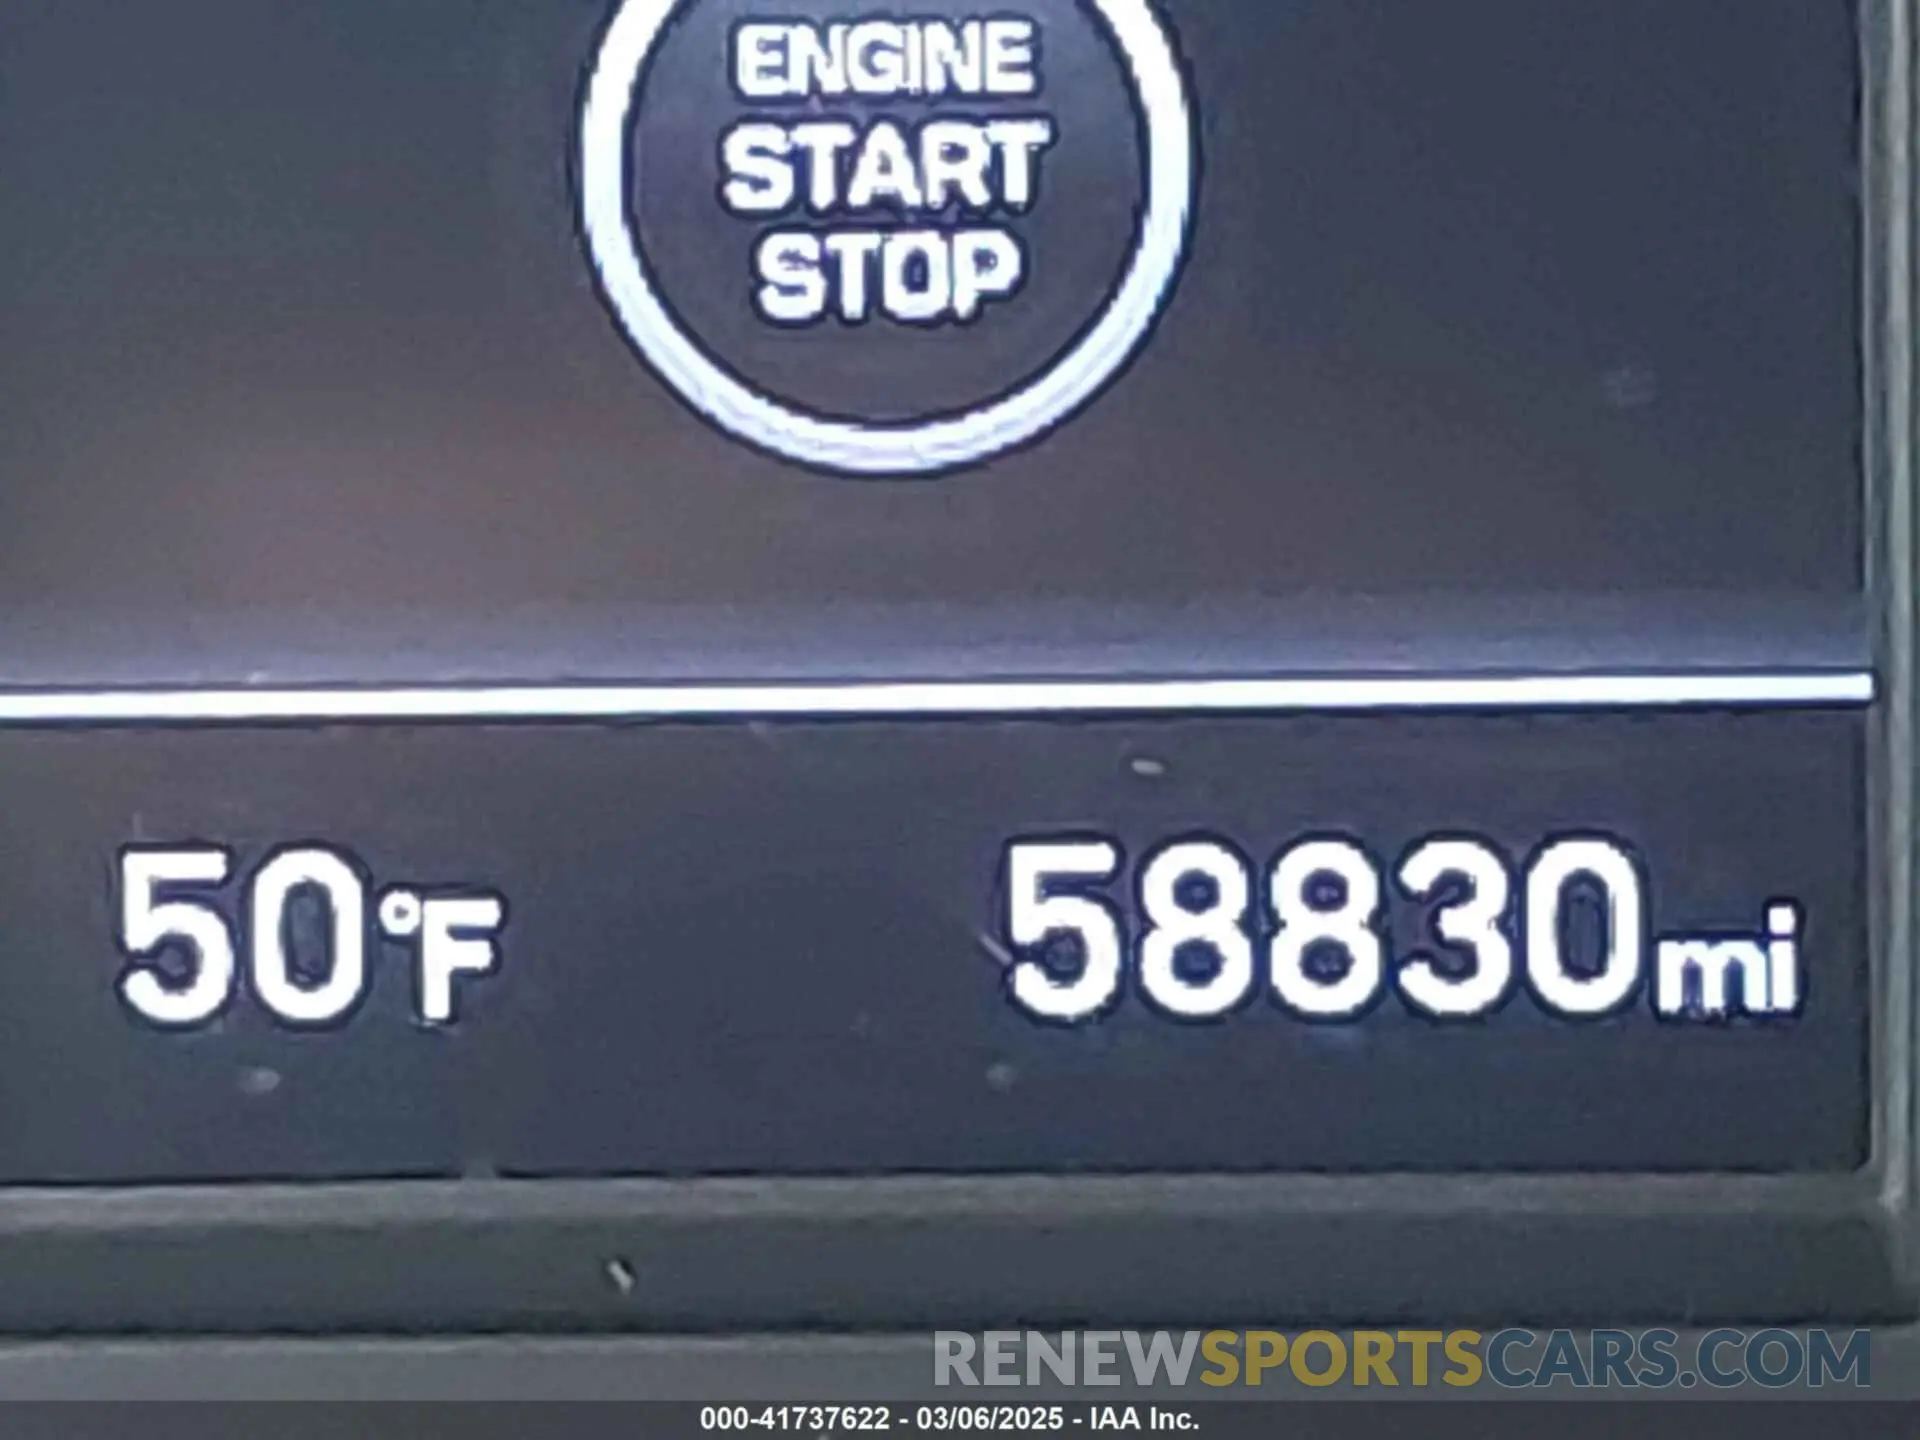 ENGINE
START
STOP
50°F 58830mi
RENEWSPORTSCARS.COM
000-41737622 - 03/06/2025 - IAA Inc.